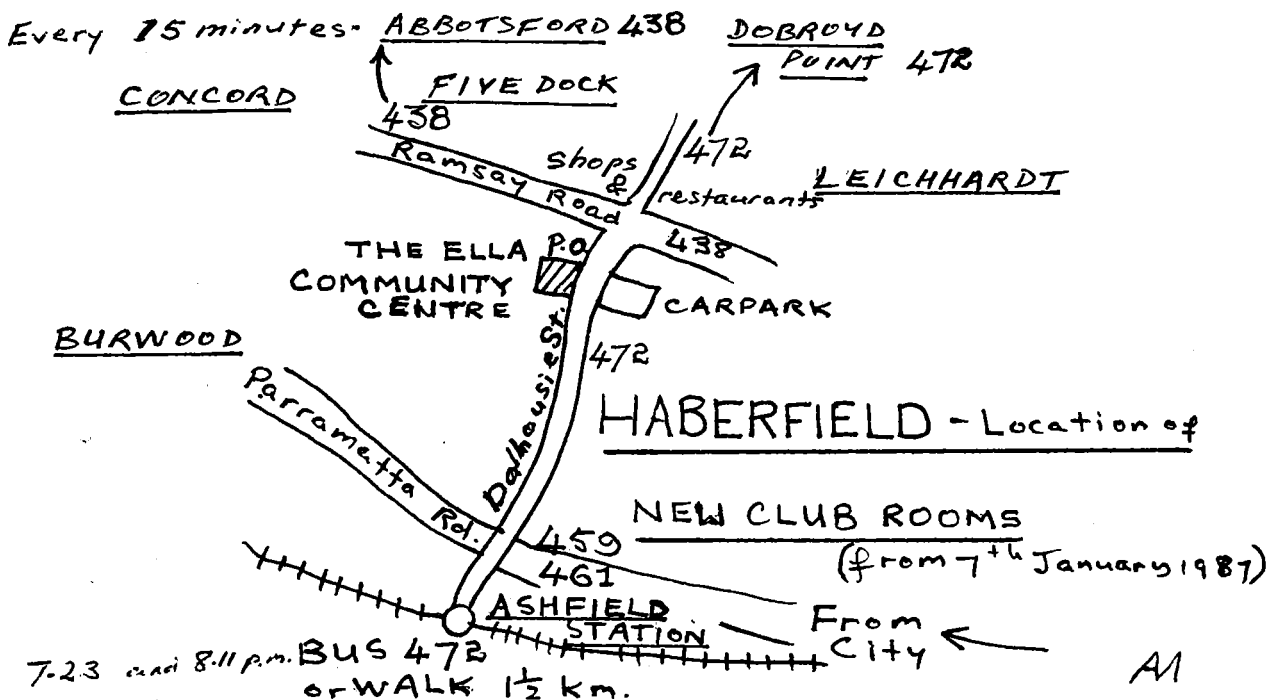 Every 15 minutes. ABBOTSFORD 438
DOBROYD
POINT 472
CONCORD
FIVE DOCK
438
472
Shops
&
restaurants
LEICHHARDT
Ramsay Road
438
P.O
THE ELLA
COMMUNITY
CENTRE
CARPARK
BURWOOD
472
Dalhousie St.
Parramatta Rd.
HABERFIELD - Location of
NEW CLUB ROOMS
(from 7th January 1987)
459
461
ASHFIELD
STATION
From
City
7.23 and 8.11 p.m. BUS 472
or WALK 1½ km.